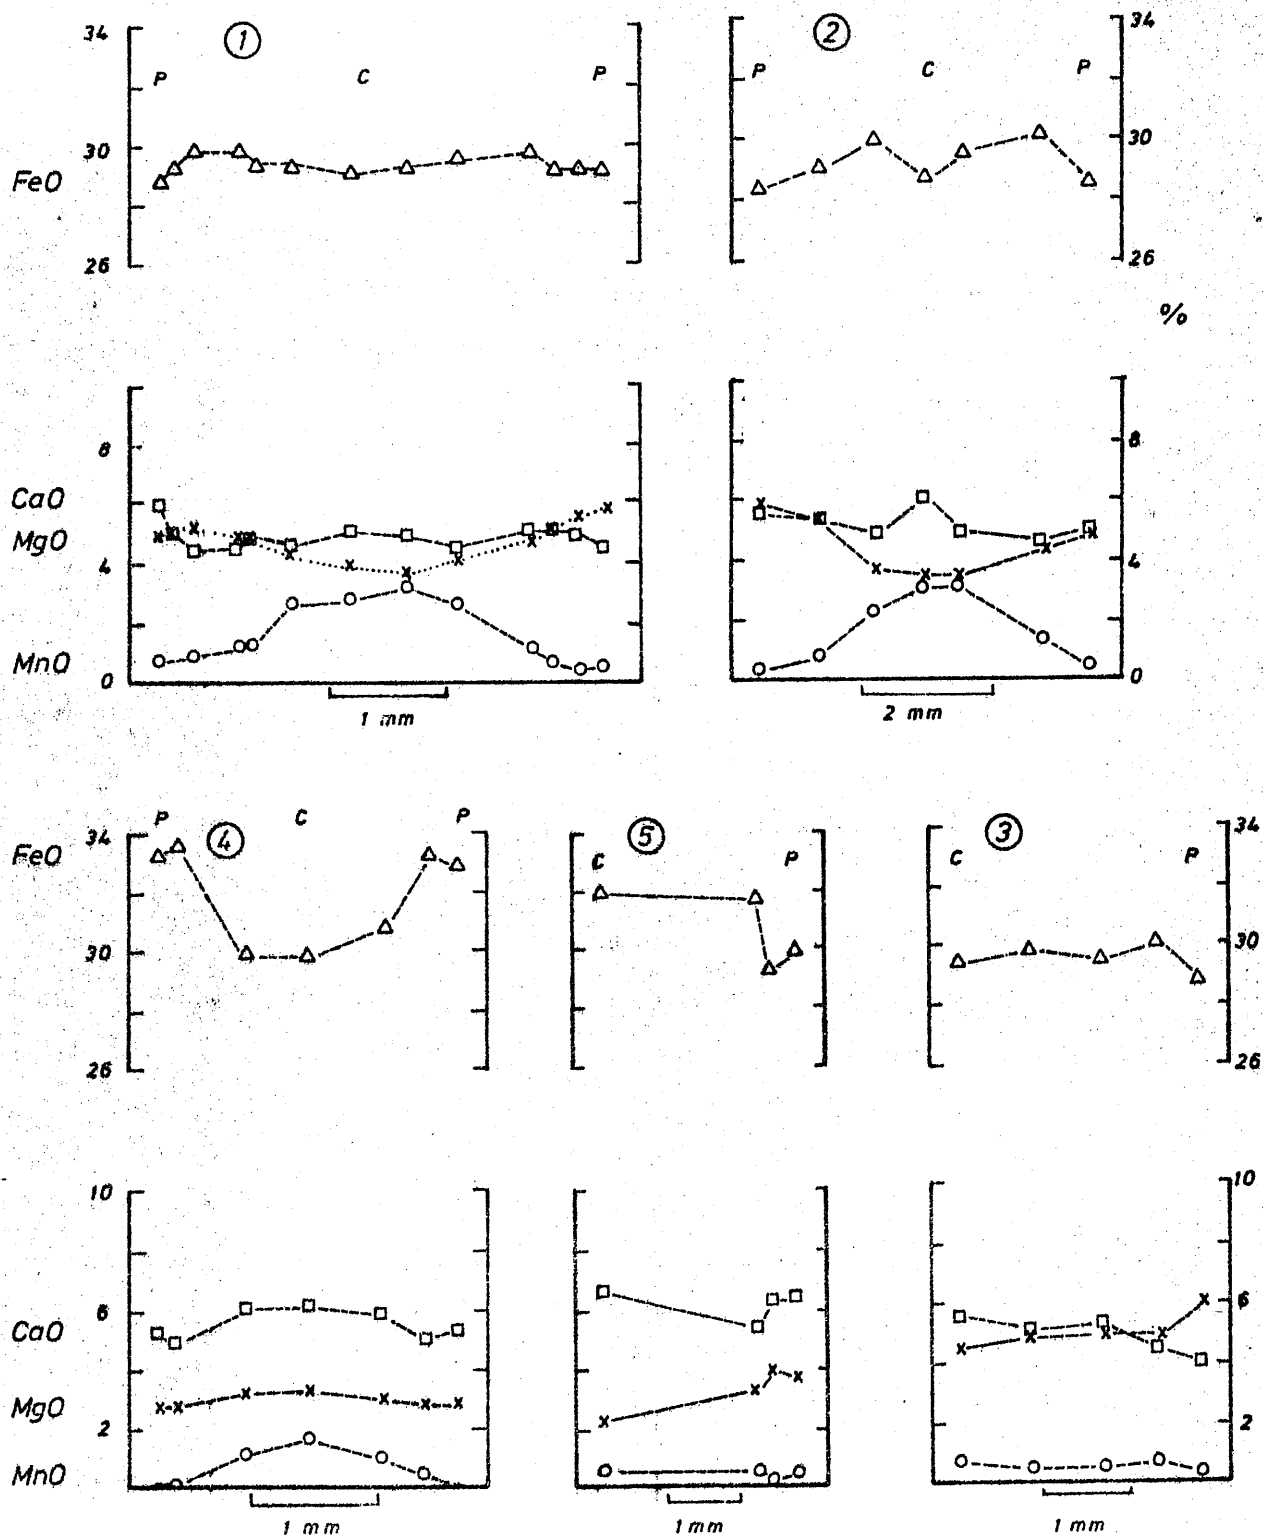 34 ① ② 34
P C P P C P
30 30
FeO
26 26
%
8 8
CaO
MgO
4 4
MnO
0 0
1 mm 2 mm
P C P
34 ④ ⑤ ③ 34
FeO C P C P
30 30
26 26
10 10
6 6
CaO
MgO
2 2
MnO
1 mm 1 mm 1 mm